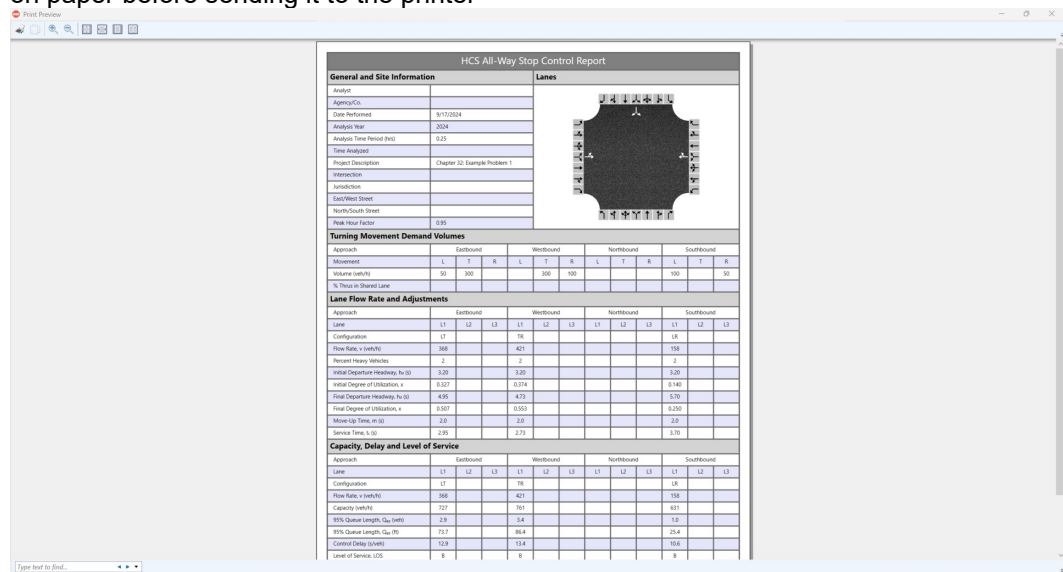 on paper before sending it to the printer
Print Preview
HCS All-Way Stop Control Report
General and Site Information Lanes
Analyst
Agency/Co.
Date Performed 9/17/2024
Analysis Year 2024
Analysis Time Period (hrs) 0.25
Time Analyzed
Project Description Chapter 32: Example Problem 1
Intersection
Jurisdiction
East/West Street
North/South Street
Peak Hour Factor 0.95
Turning Movement Demand Volumes
Approach Eastbound Westbound Northbound Southbound
Movement L T R L T R L T R L T R
Volume (veh/h) 50 300 300 100 100 50
% Thrus in Shared Lane
Lane Flow Rate and Adjustments
Approach Eastbound Westbound Northbound Southbound
Lane L1 L2 L3 L1 L2 L3 L1 L2 L3 L1 L2 L3
Configuration LT TR LR
Flow Rate, v (veh/h) 368 421 158
Percent Heavy Vehicles 2 2 2
Initial Departure Headway, hd (s) 3.20 3.20 3.20
Initial Degree of Utilization, x 0.327 0.374 0.140
Final Departure Headway, hd (s) 4.95 4.73 5.70
Final Degree of Utilization, x 0.507 0.553 0.250
Move-Up Time, m (s) 2.0 2.0 2.0
Service Time, ts (s) 2.95 2.73 3.70
Capacity, Delay and Level of Service
Approach Eastbound Westbound Northbound Southbound
Lane L1 L2 L3 L1 L2 L3 L1 L2 L3 L1 L2 L3
Configuration LT TR LR
Flow Rate, v (veh/h) 368 421 158
Capacity (veh/h) 727 761 631
95% Queue Length, Q₉₅ (veh) 2.9 3.4 1.0
95% Queue Length, Q₉₅ (ft) 73.7 86.4 25.4
Control Delay (s/veh) 12.9 13.4 10.6
Level of Service, LOS B B B
Type text to find...